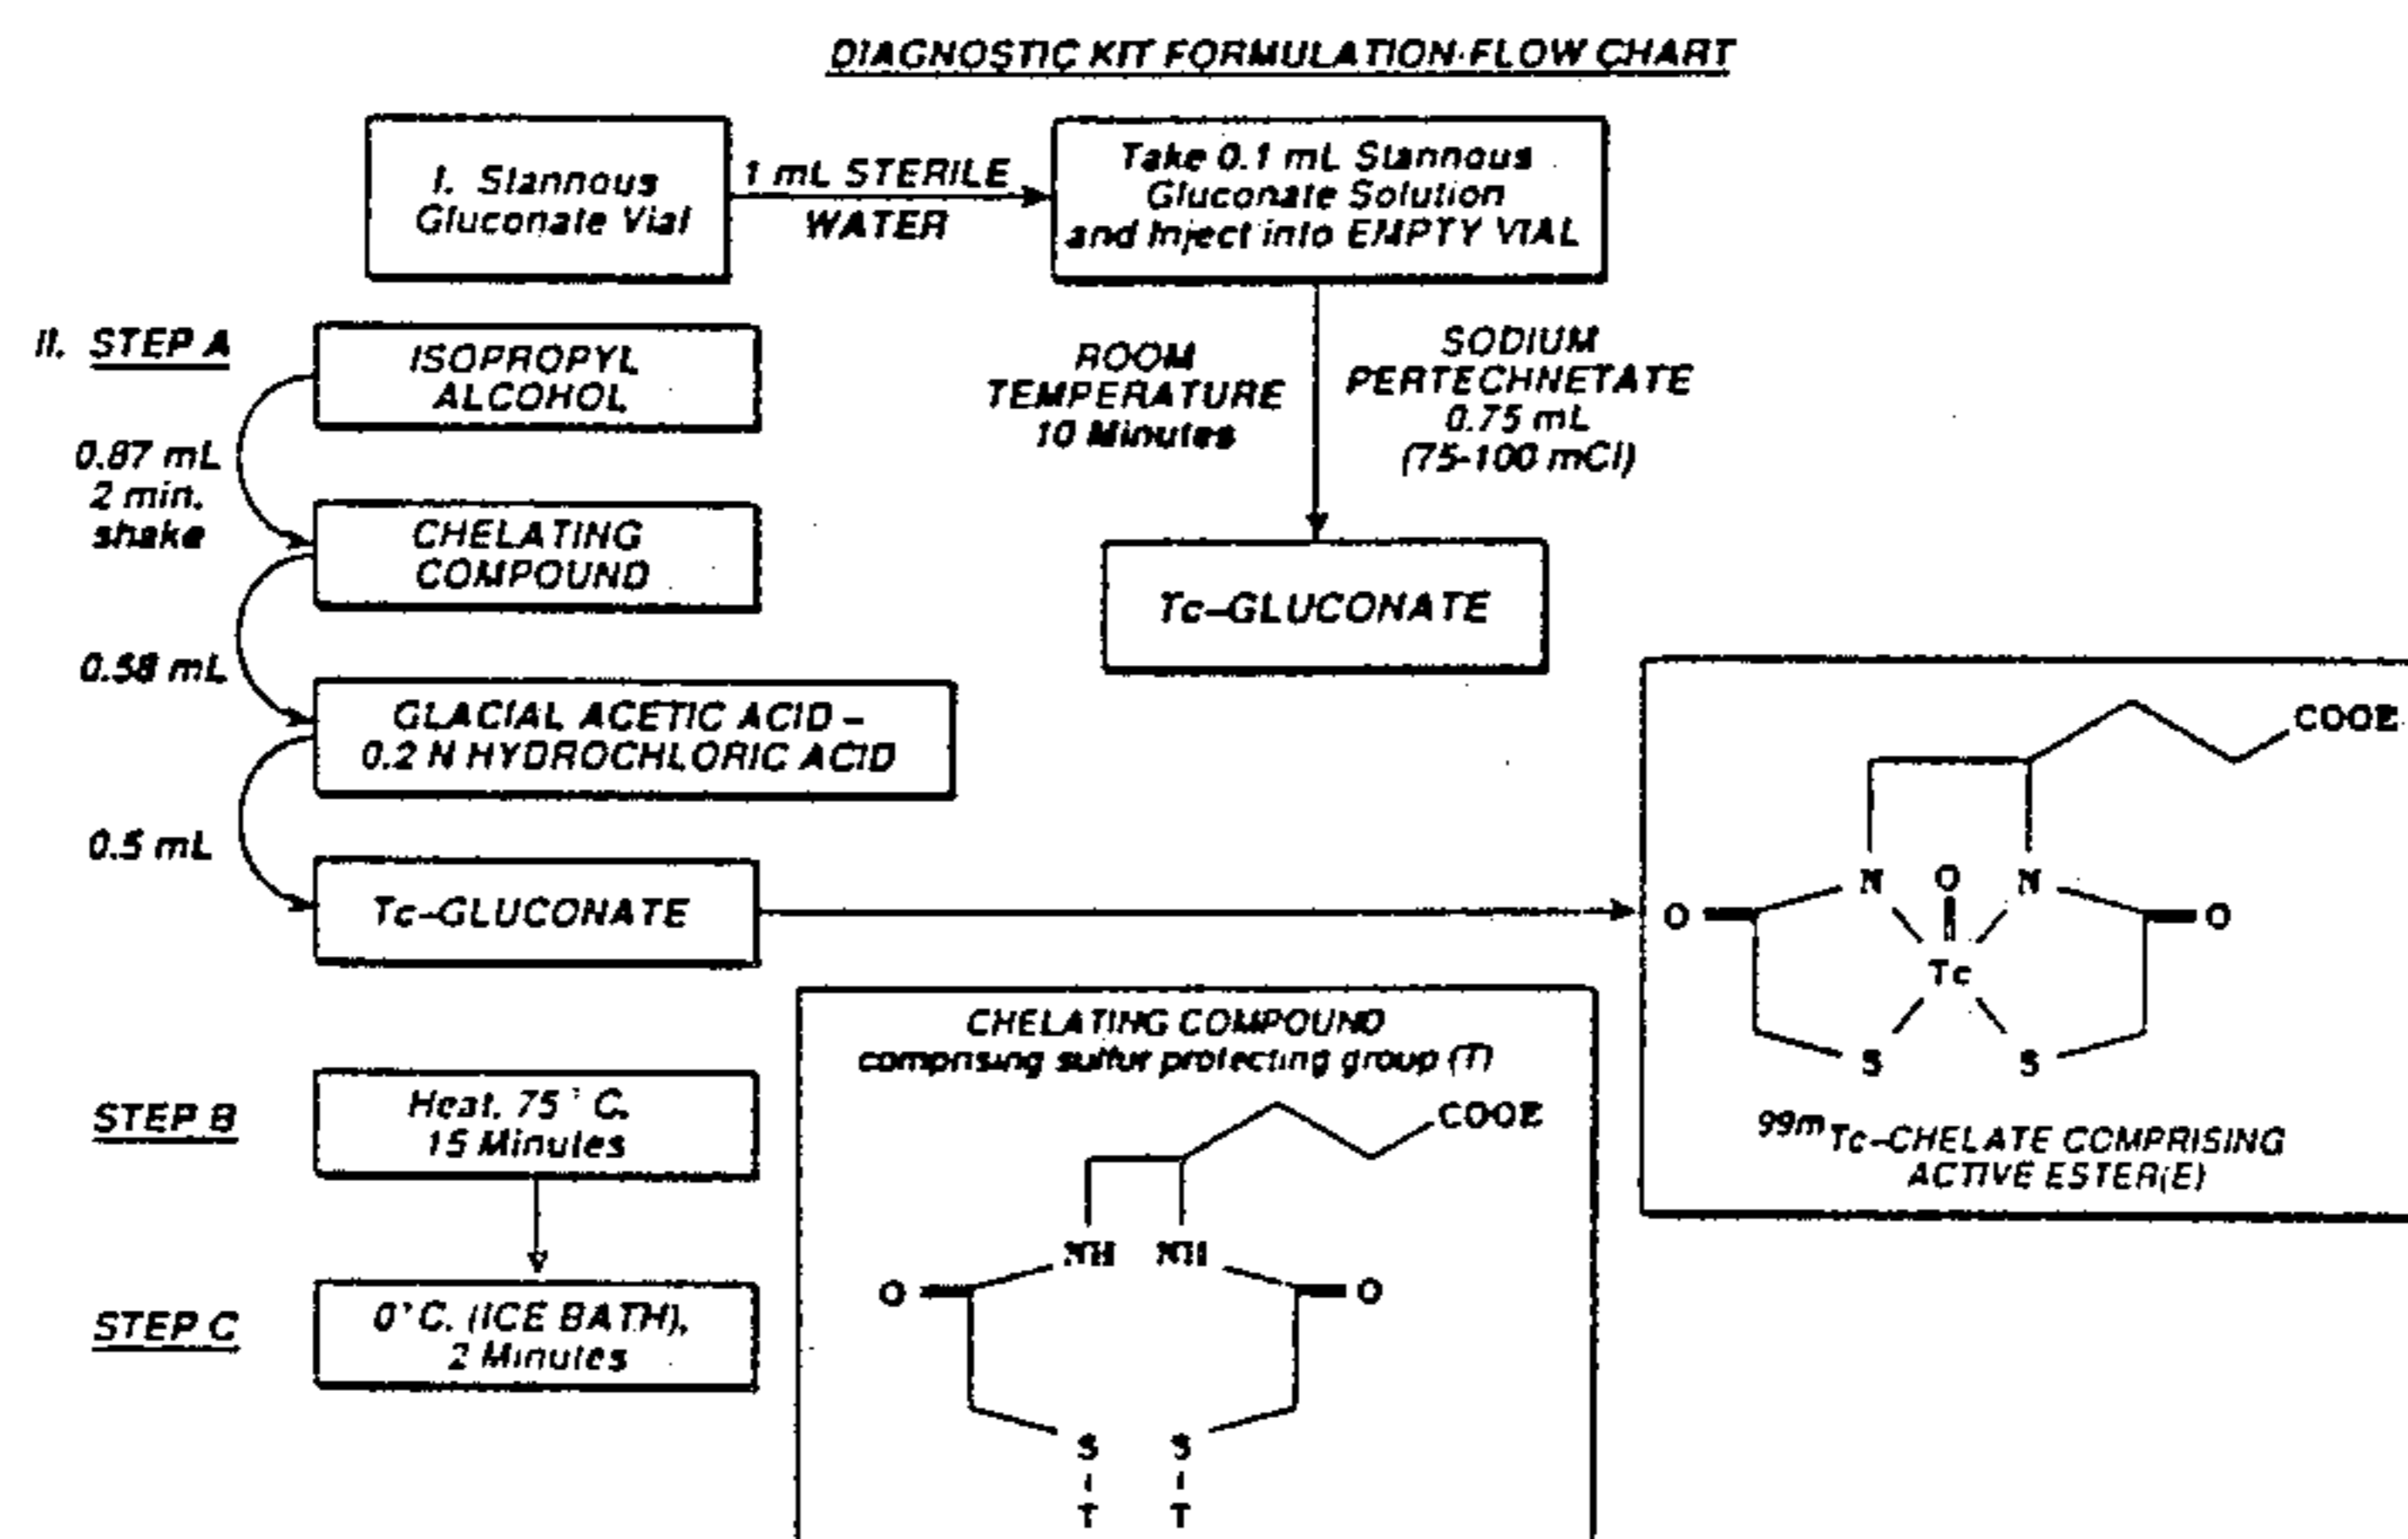 DIAGNOSTIC KIT FORMULATION-FLOW CHART
I. Stannous
Gluconate Vial
1 mL STERILE
WATER
Take 0.1 mL Stannous
Gluconate Solution
and Inject into EMPTY VIAL
II. STEP A
ISOPROPYL
ALCOHOL
0.87 mL
2 min.
shake
ROOM
TEMPERATURE
10 Minutes
SODIUM
PERTECHNETATE
0.75 mL
(75-100 mCi)
CHELATING
COMPOUND
0.58 mL
Tc-GLUCONATE
GLACIAL ACETIC ACID -
0.2 N HYDROCHLORIC ACID
0.5 mL
Tc-GLUCONATE
COOE
N O N
O O
Tc
S S
99mTc-CHELATE COMPRISING
ACTIVE ESTER(E)
STEP B
Heat, 75° C.
15 Minutes
STEP C
0° C. (ICE BATH),
2 Minutes
CHELATING COMPOUND
comprising sulfur protecting group (T)
COOE
NH NH
O O
S S
T T